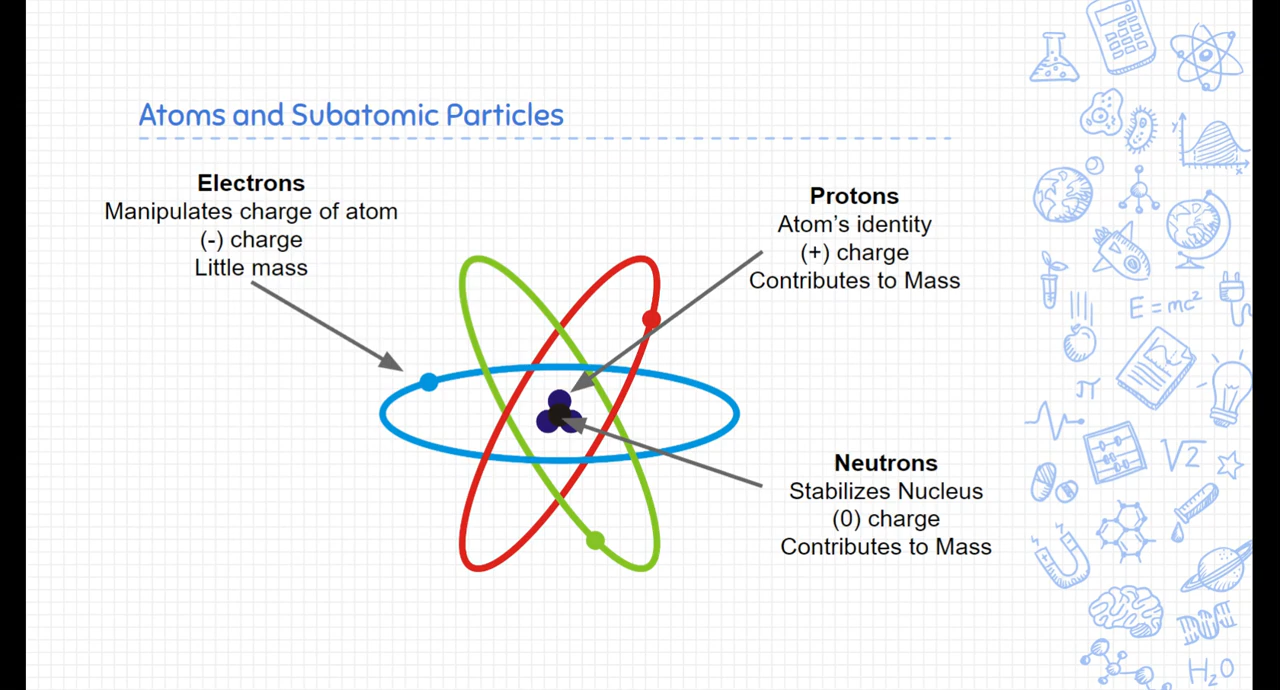 Atoms and Subatomic Particles
Electrons
Manipulates charge of atom
(-) charge
Little mass
Protons
Atom’s identity
(+) charge
Contributes to Mass
Neutrons
Stabilizes Nucleus
(0) charge
Contributes to Mass
y
x
E=mc²
π
√2
H₂O